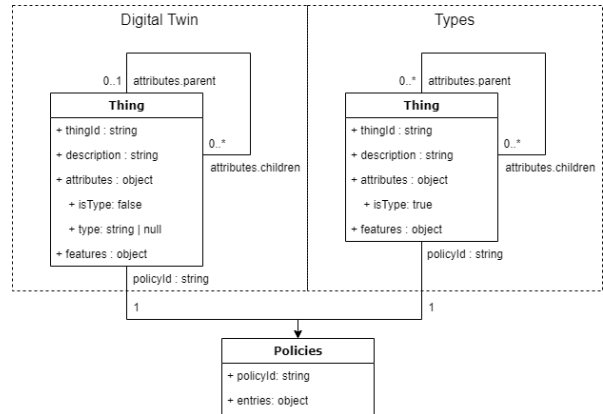 Digital Twin
Types
0..1
attributes.parent
0..*
attributes.parent
Thing
+ thingId : string
+ description : string
+ attributes : object
+ isType: false
+ type: string | null
+ features : object
0..*
attributes.children
Thing
+ thingId : string
+ description : string
+ attributes : object
+ isType: true
+ features : object
0..*
attributes.children
policyId : string
policyId : string
1
1
Policies
+ policyId: string
+ entries: object